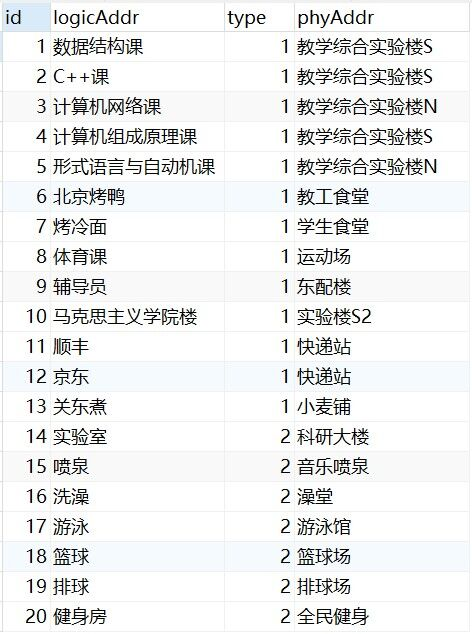 id logicAddr type phyAddr
1 数据结构课 1 教学综合实验楼S
2 C++课 1 教学综合实验楼S
3 计算机网络课 1 教学综合实验楼N
4 计算机组成原理课 1 教学综合实验楼S
5 形式语言与自动机课 1 教学综合实验楼N
6 北京烤鸭 1 教工食堂
7 烤冷面 1 学生食堂
8 体育课 1 运动场
9 辅导员 1 东配楼
10 马克思主义学院楼 1 实验楼S2
11 顺丰 1 快递站
12 京东 1 快递站
13 关东煮 1 小麦铺
14 实验室 2 科研大楼
15 喷泉 2 音乐喷泉
16 洗澡 2 澡堂
17 游泳 2 游泳馆
18 篮球 2 篮球场
19 排球 2 排球场
20 健身房 2 全民健身